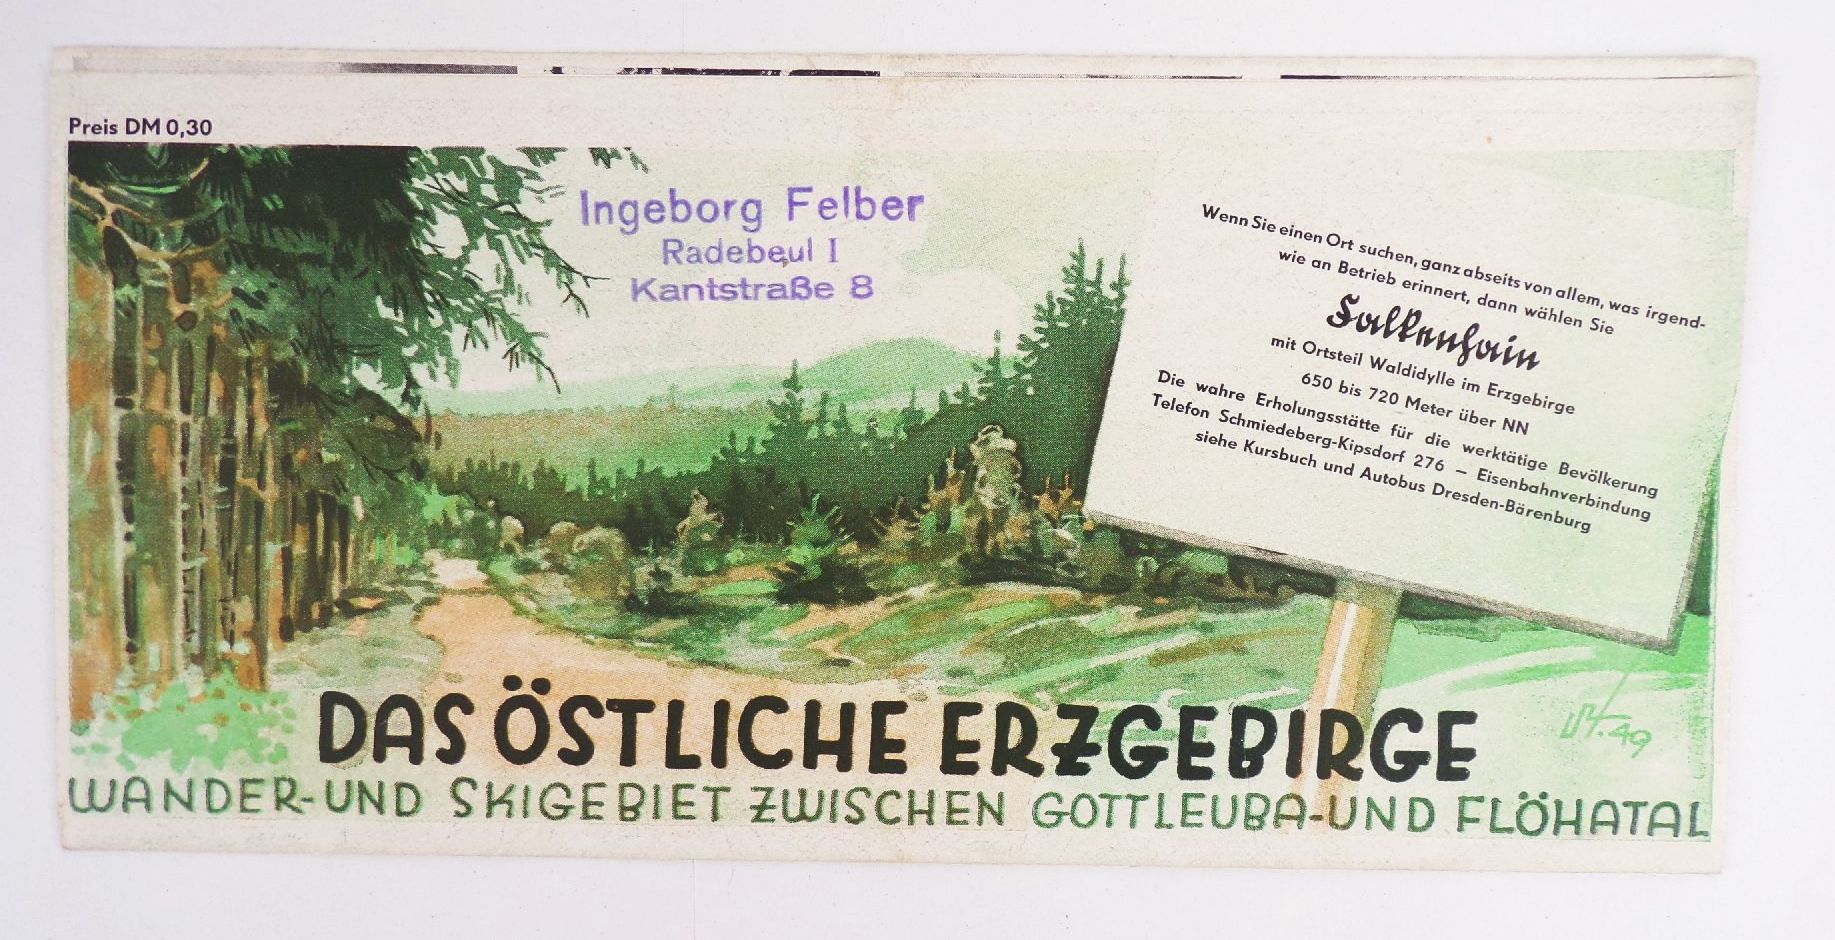 Preis DM 0,30
Ingeborg Felber
Radebeul I
Kantstraße 8
Wenn Sie einen Ort suchen, ganz abseits von allem, was irgend-
wie an Betrieb erinnert, dann wählen Sie
Falkenhain
mit Ortsteil Waldidylle im Erzgebirge
650 bis 720 Meter über NN
Die wahre Erholungsstätte für die werktätige Bevölkerung
Telefon Schmiedeberg-Kipsdorf 276 – Eisenbahnverbindung
siehe Kursbuch und Autobus Dresden-Bärenburg
DAS ÖSTLICHE ERZGEBIRGE
WANDER-UND SKIGEBIET ZWISCHEN GOTTLEUBA-UND FLÖHATAL
49